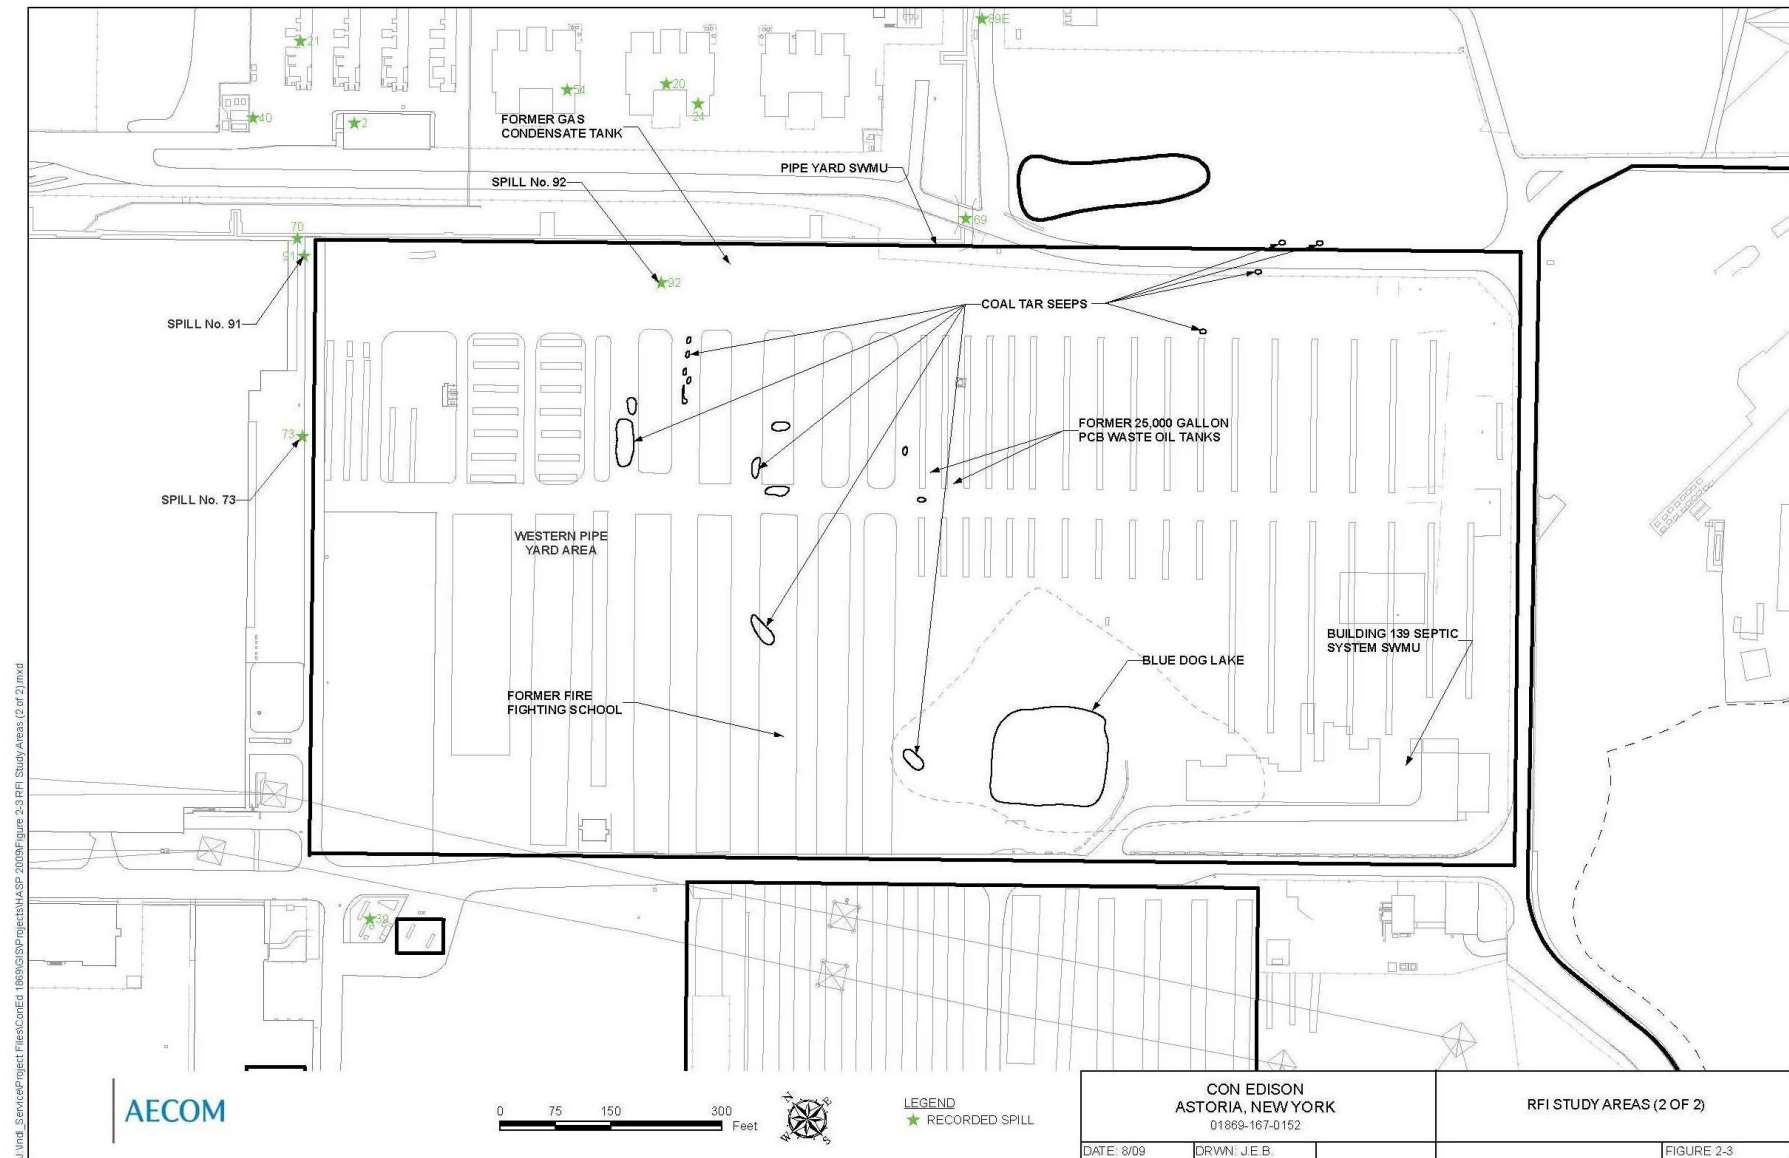 89E
21
54
20
24
40
2
FORMER GAS
CONDENSATE TANK
PIPE YARD SWMU
SPILL No. 92
69
70
91
92
COAL TAR SEEPS
SPILL No. 91
FORMER 25,000 GALLON
PCB WASTE OIL TANKS
73
SPILL No. 73
WESTERN PIPE
YARD AREA
BUILDING 139 SEPTIC
SYSTEM SWMU
BLUE DOG LAKE
FORMER FIRE
FIGHTING SCHOOL
39
AECOM
0 75 150 300
Feet
N
E
W
S
LEGEND
RECORDED SPILL
CON EDISON
ASTORIA, NEW YORK
01869-167-0152
RFI STUDY AREAS (2 OF 2)
DATE: 8/09
DRWN: J.E.B.
FIGURE 2-3